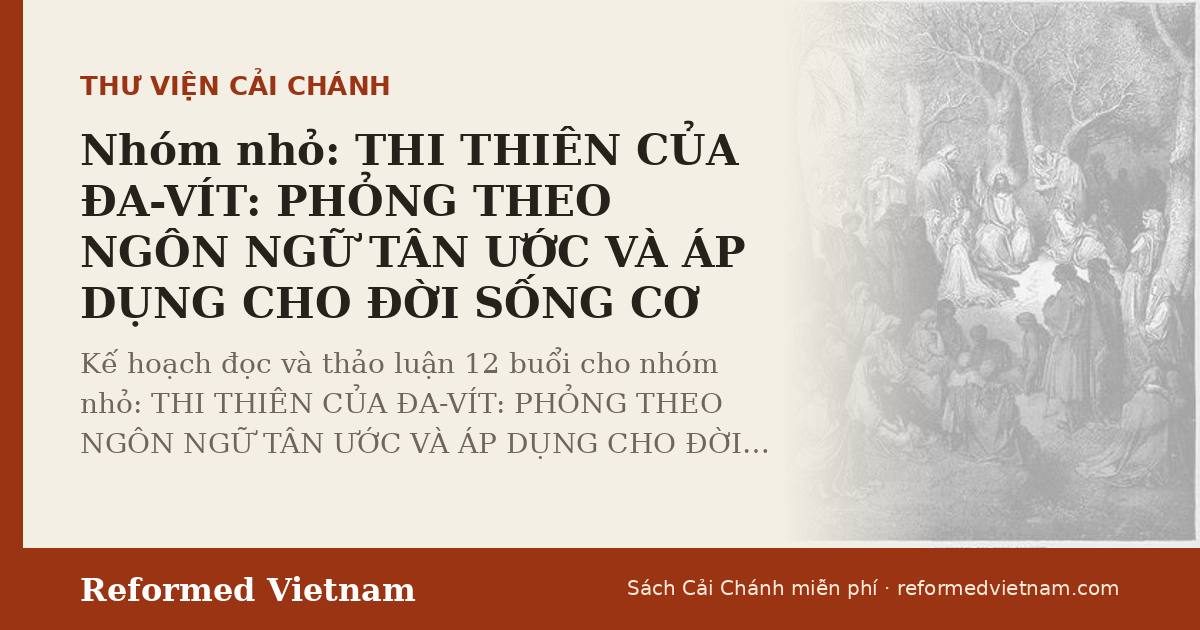 THƯ VIỆN CẢI CHÁNH
Nhóm nhỏ: THI THIÊN CỦA
ĐA-VÍT: PHỎNG THEO
NGÔN NGỮ TÂN ƯỚC VÀ ÁP
DỤNG CHO ĐỜI SỐNG CƠ
Kế hoạch đọc và thảo luận 12 buổi cho nhóm
nhỏ: THI THIÊN CỦA ĐA-VÍT: PHỎNG THEO
NGÔN NGỮ TÂN ƯỚC VÀ ÁP DỤNG CHO ĐỜI...
Reformed Vietnam
Sách Cải Chánh miễn phí · reformedvietnam.com